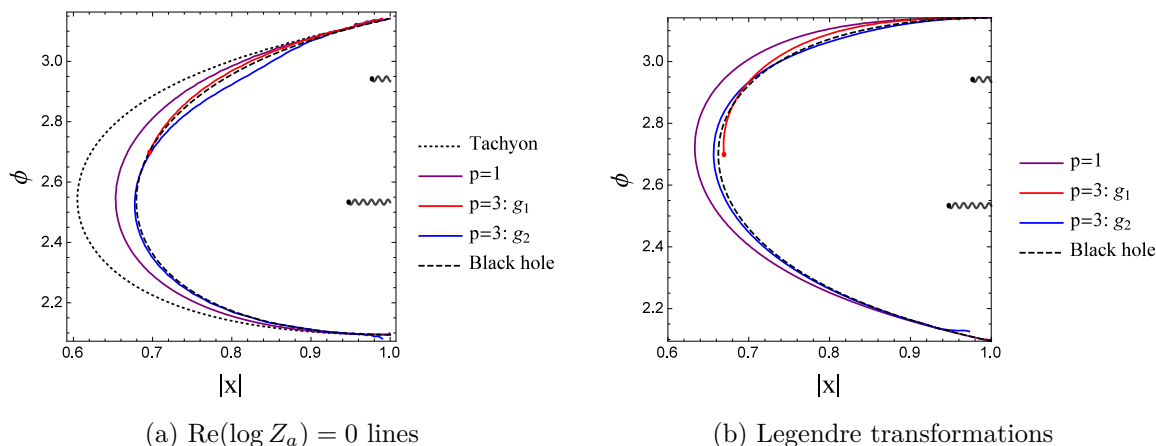 3.0
2.8
2.6
2.4
2.2
0.6 0.7 0.8 0.9 1.0
ϕ
|x|
Tachyon
p=1
p=3: g₁
p=3: g₂
Black hole
(a) Re(log Zₐ) = 0 lines
3.0
2.8
2.6
2.4
2.2
0.6 0.7 0.8 0.9 1.0
ϕ
|x|
p=1
p=3: g₁
p=3: g₂
Black hole
(b) Legendre transformations